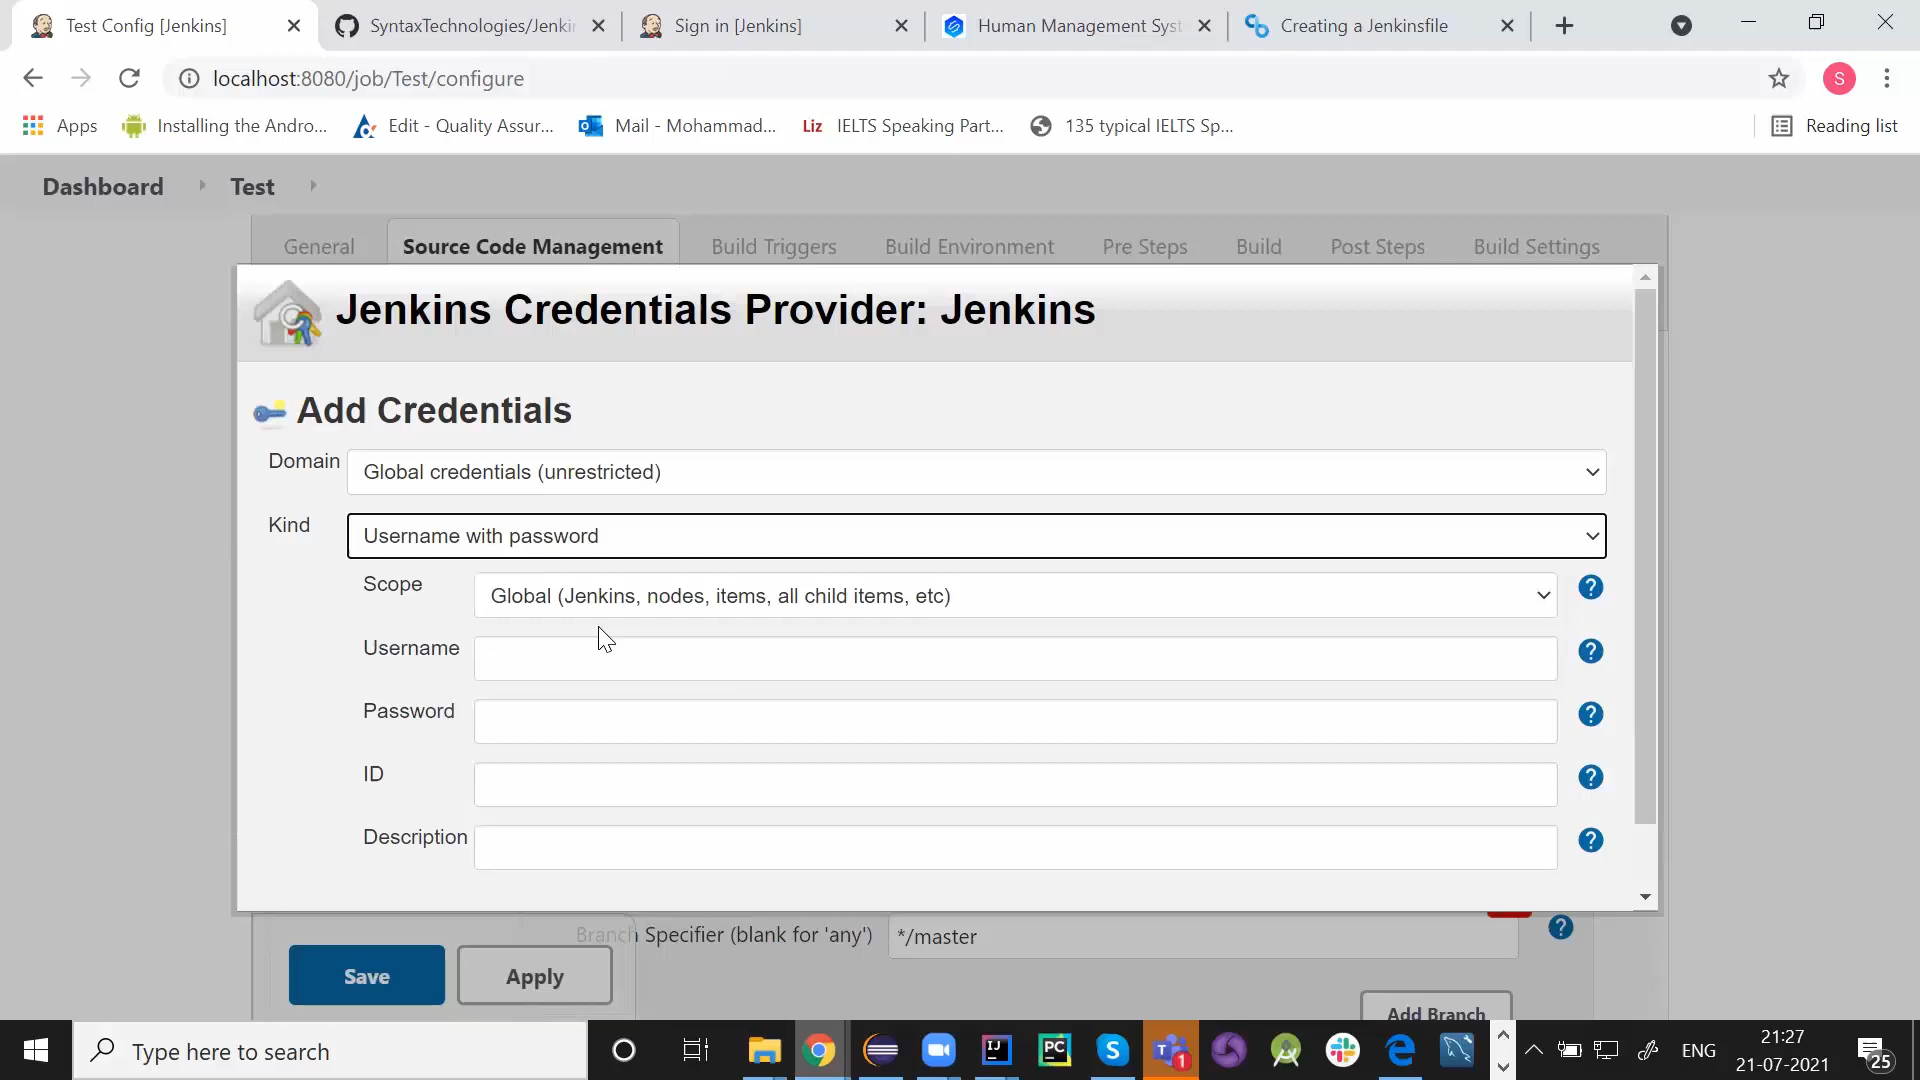 Test Config [Jenkins]
SyntaxTechnologies/Jenki
Sign in [Jenkins]
Human Management Syst
Creating a Jenkinsfile
localhost:8080/job/Test/configure
S
Apps
Installing the Andro...
Edit - Quality Assur...
Mail - Mohammad...
Liz
IELTS Speaking Part...
135 typical IELTS Sp...
Reading list
Dashboard
Test
General
Source Code Management
Build Triggers
Build Environment
Pre Steps
Build
Post Steps
Build Settings
Jenkins Credentials Provider: Jenkins
Add Credentials
Domain
Global credentials (unrestricted)
Kind
Username with password
Scope
Global (Jenkins, nodes, items, all child items, etc)
?
Username
?
Password
?
ID
?
Description
?
Branch Specifier (blank for 'any')
*/master
?
Save
Apply
Add Branch
Type here to search
IJ
PC
1
ENG
21:27
21-07-2021
25